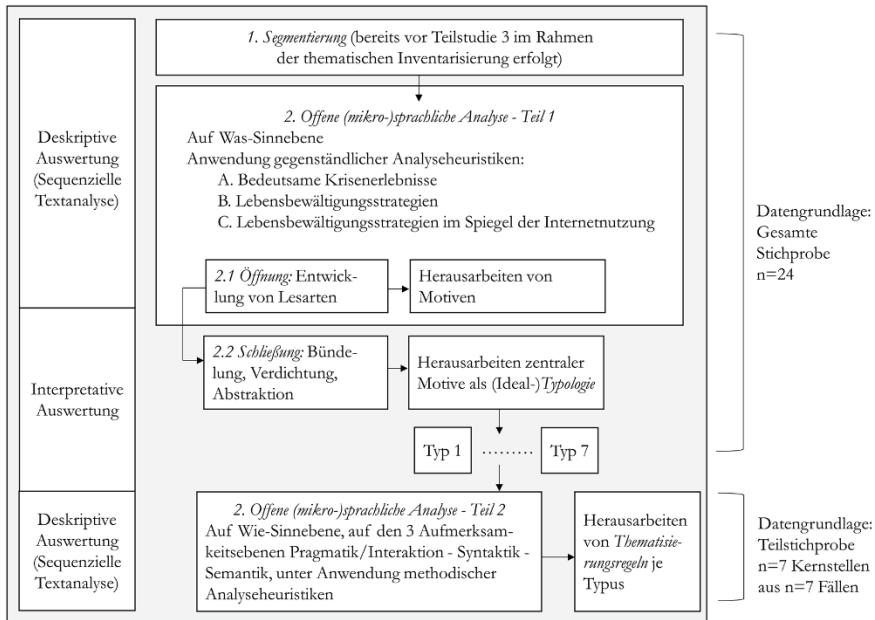 1. Segmentierung (bereits vor Teilstudie 3 im Rahmen
der thematischen Inventarisierung erfolgt)
Deskriptive
Auswertung
(Sequenzielle
Textanalyse)
2. Offene (mikro-)sprachliche Analyse - Teil 1
Auf Was-Sinnebene
Anwendung gegenständlicher Analyseheuristiken:
A. Bedeutsame Krisenerlebnisse
B. Lebensbewältigungsstrategien
C. Lebensbewältigungsstrategien im Spiegel der Internetnutzung
2.1 Öffnung: Entwick-
lung von Lesarten
Herausarbeiten von
Motiven
Datengrundlage:
Gesamte
Stichprobe
n=24
Interpretative
Auswertung
2.2 Schließung: Bünde-
lung, Verdichtung,
Abstraktion
Herausarbeiten zentraler
Motive als (Ideal-)Typologie
Typ 1 ......... Typ 7
Deskriptive
Auswertung
(Sequenzielle
Textanalyse)
2. Offene (mikro-)sprachliche Analyse - Teil 2
Auf Wie-Sinnebene, auf den 3 Aufmerksam-
keitsebenen Pragmatik/Interaktion - Syntaktik -
Semantik, unter Anwendung methodischer
Analyseheuristiken
Herausarbeiten
von Thematisie-
rungsregeln je
Typus
Datengrundlage:
Teilstichprobe
n=7 Kernstellen
aus n=7 Fällen